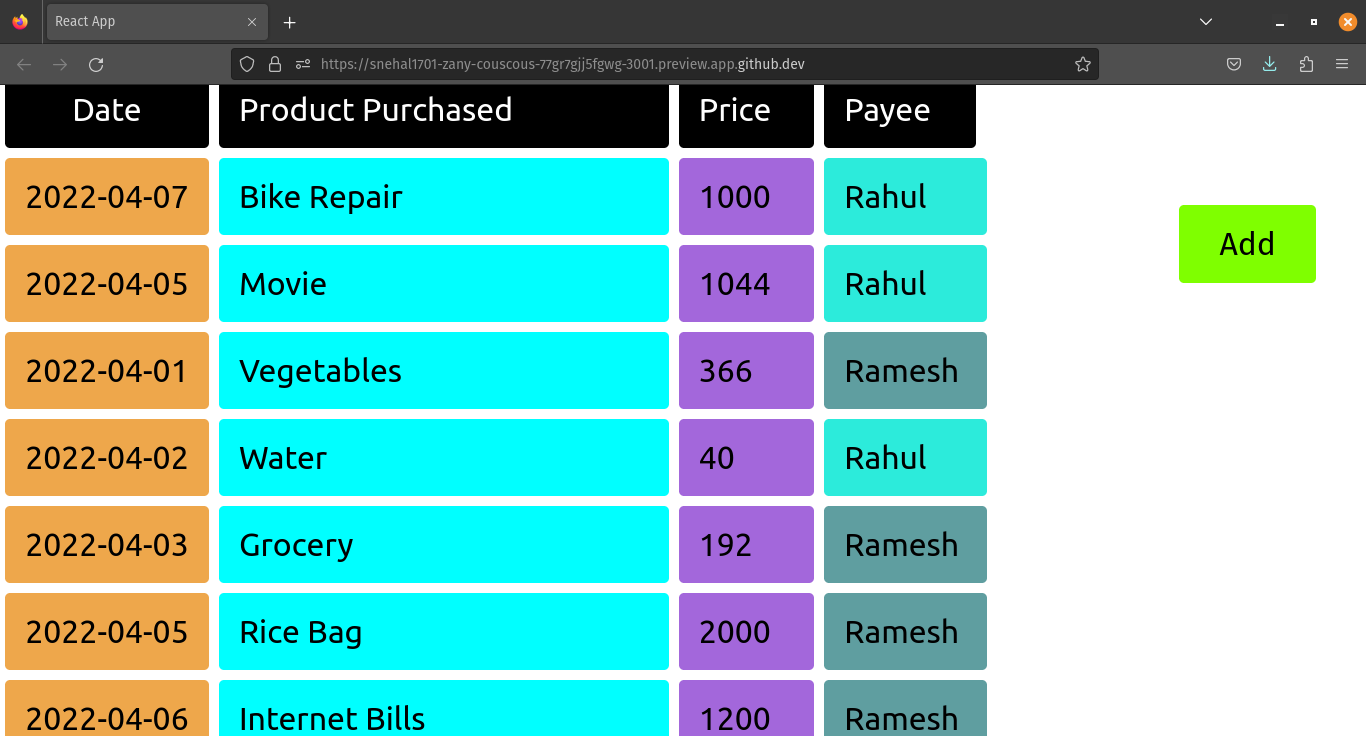 React App
https://snehal1701-zany-couscous-77gr7gjj5fgwg-3001.preview.app.github.dev
Date Product Purchased Price Payee
2022-04-07 Bike Repair 1000 Rahul
Add
2022-04-05 Movie 1044 Rahul
2022-04-01 Vegetables 366 Ramesh
2022-04-02 Water 40 Rahul
2022-04-03 Grocery 192 Ramesh
2022-04-05 Rice Bag 2000 Ramesh
2022-04-06 Internet Bills 1200 Ramesh